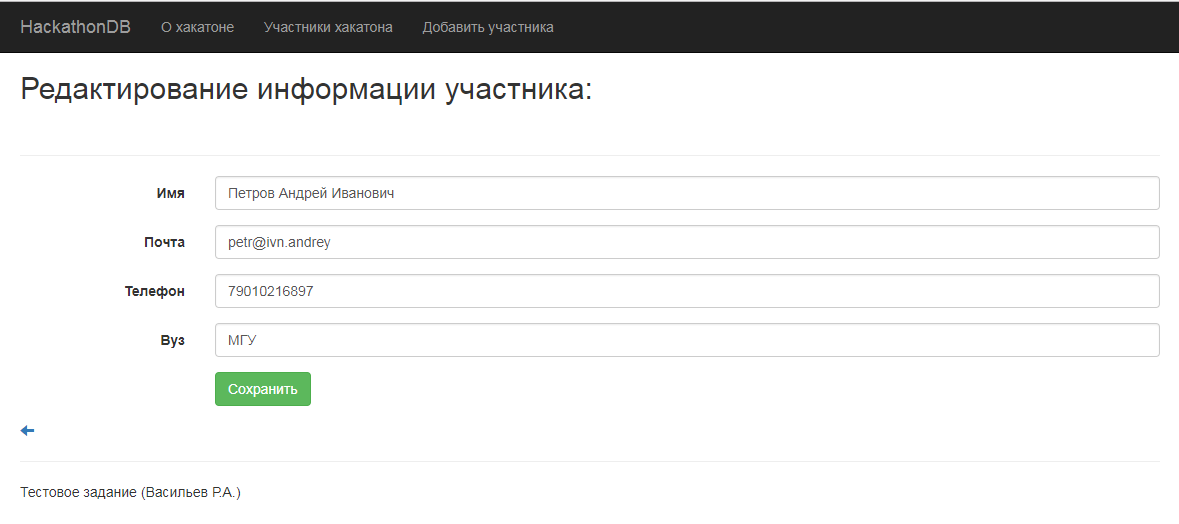 HackathonDB О хакатоне Участники хакатона Добавить участника
Редактирование информации участника:
Имя Петров Андрей Иванович
Почта petr@ivn.andrey
Телефон 79010216897
Вуз МГУ
Сохранить
Тестовое задание (Васильев Р.А.)